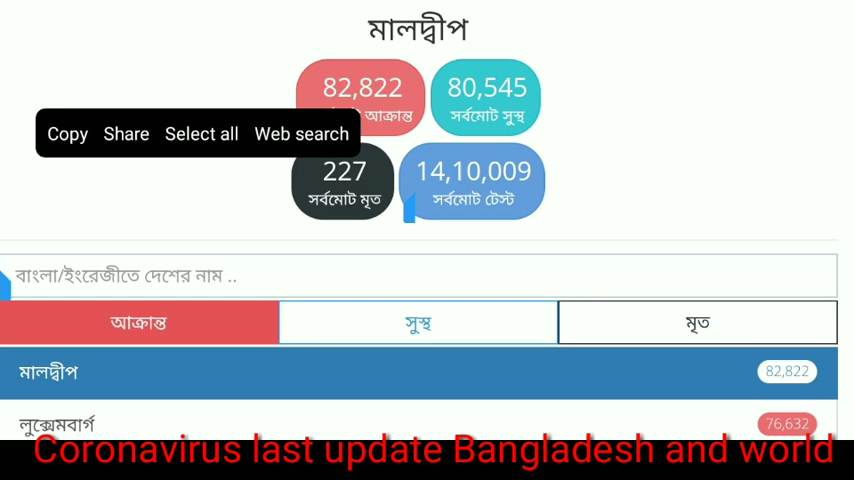 মালদ্বীপ
82,822 80,545
আক্রান্ত সর্বমোট সুস্থ
Copy Share Select all Web search
227 14,10,009
সর্বমোট মৃত সর্বমোট টেস্ট
বাংলা/ইংরেজীতে দেশের নাম ..
আক্রান্ত সুস্থ মৃত
মালদ্বীপ 82,822
লুক্সেমবার্গ 76,632
Coronavirus last update Bangladesh and world